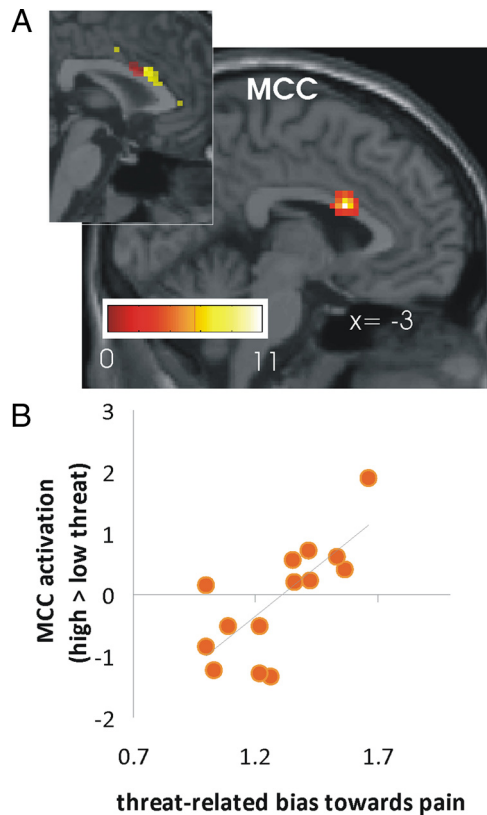 A
MCC
x= -3
0 11
B
MCC activation
(high > low threat)
3
2
1
0
-1
-2
0.7 1.2 1.7
threat-related bias towards pain